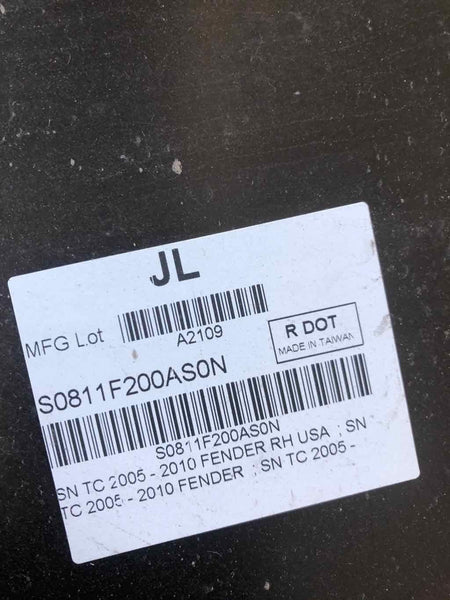 JL
MFG Lot
A2109
R DOT
MADE IN TAIWAN
S0811F200AS0N
S0811F200AS0N
SN TC 2005 - 2010 FENDER RH USA ; SN
TC 2005 - 2010 FENDER ; SN TC 2005 -